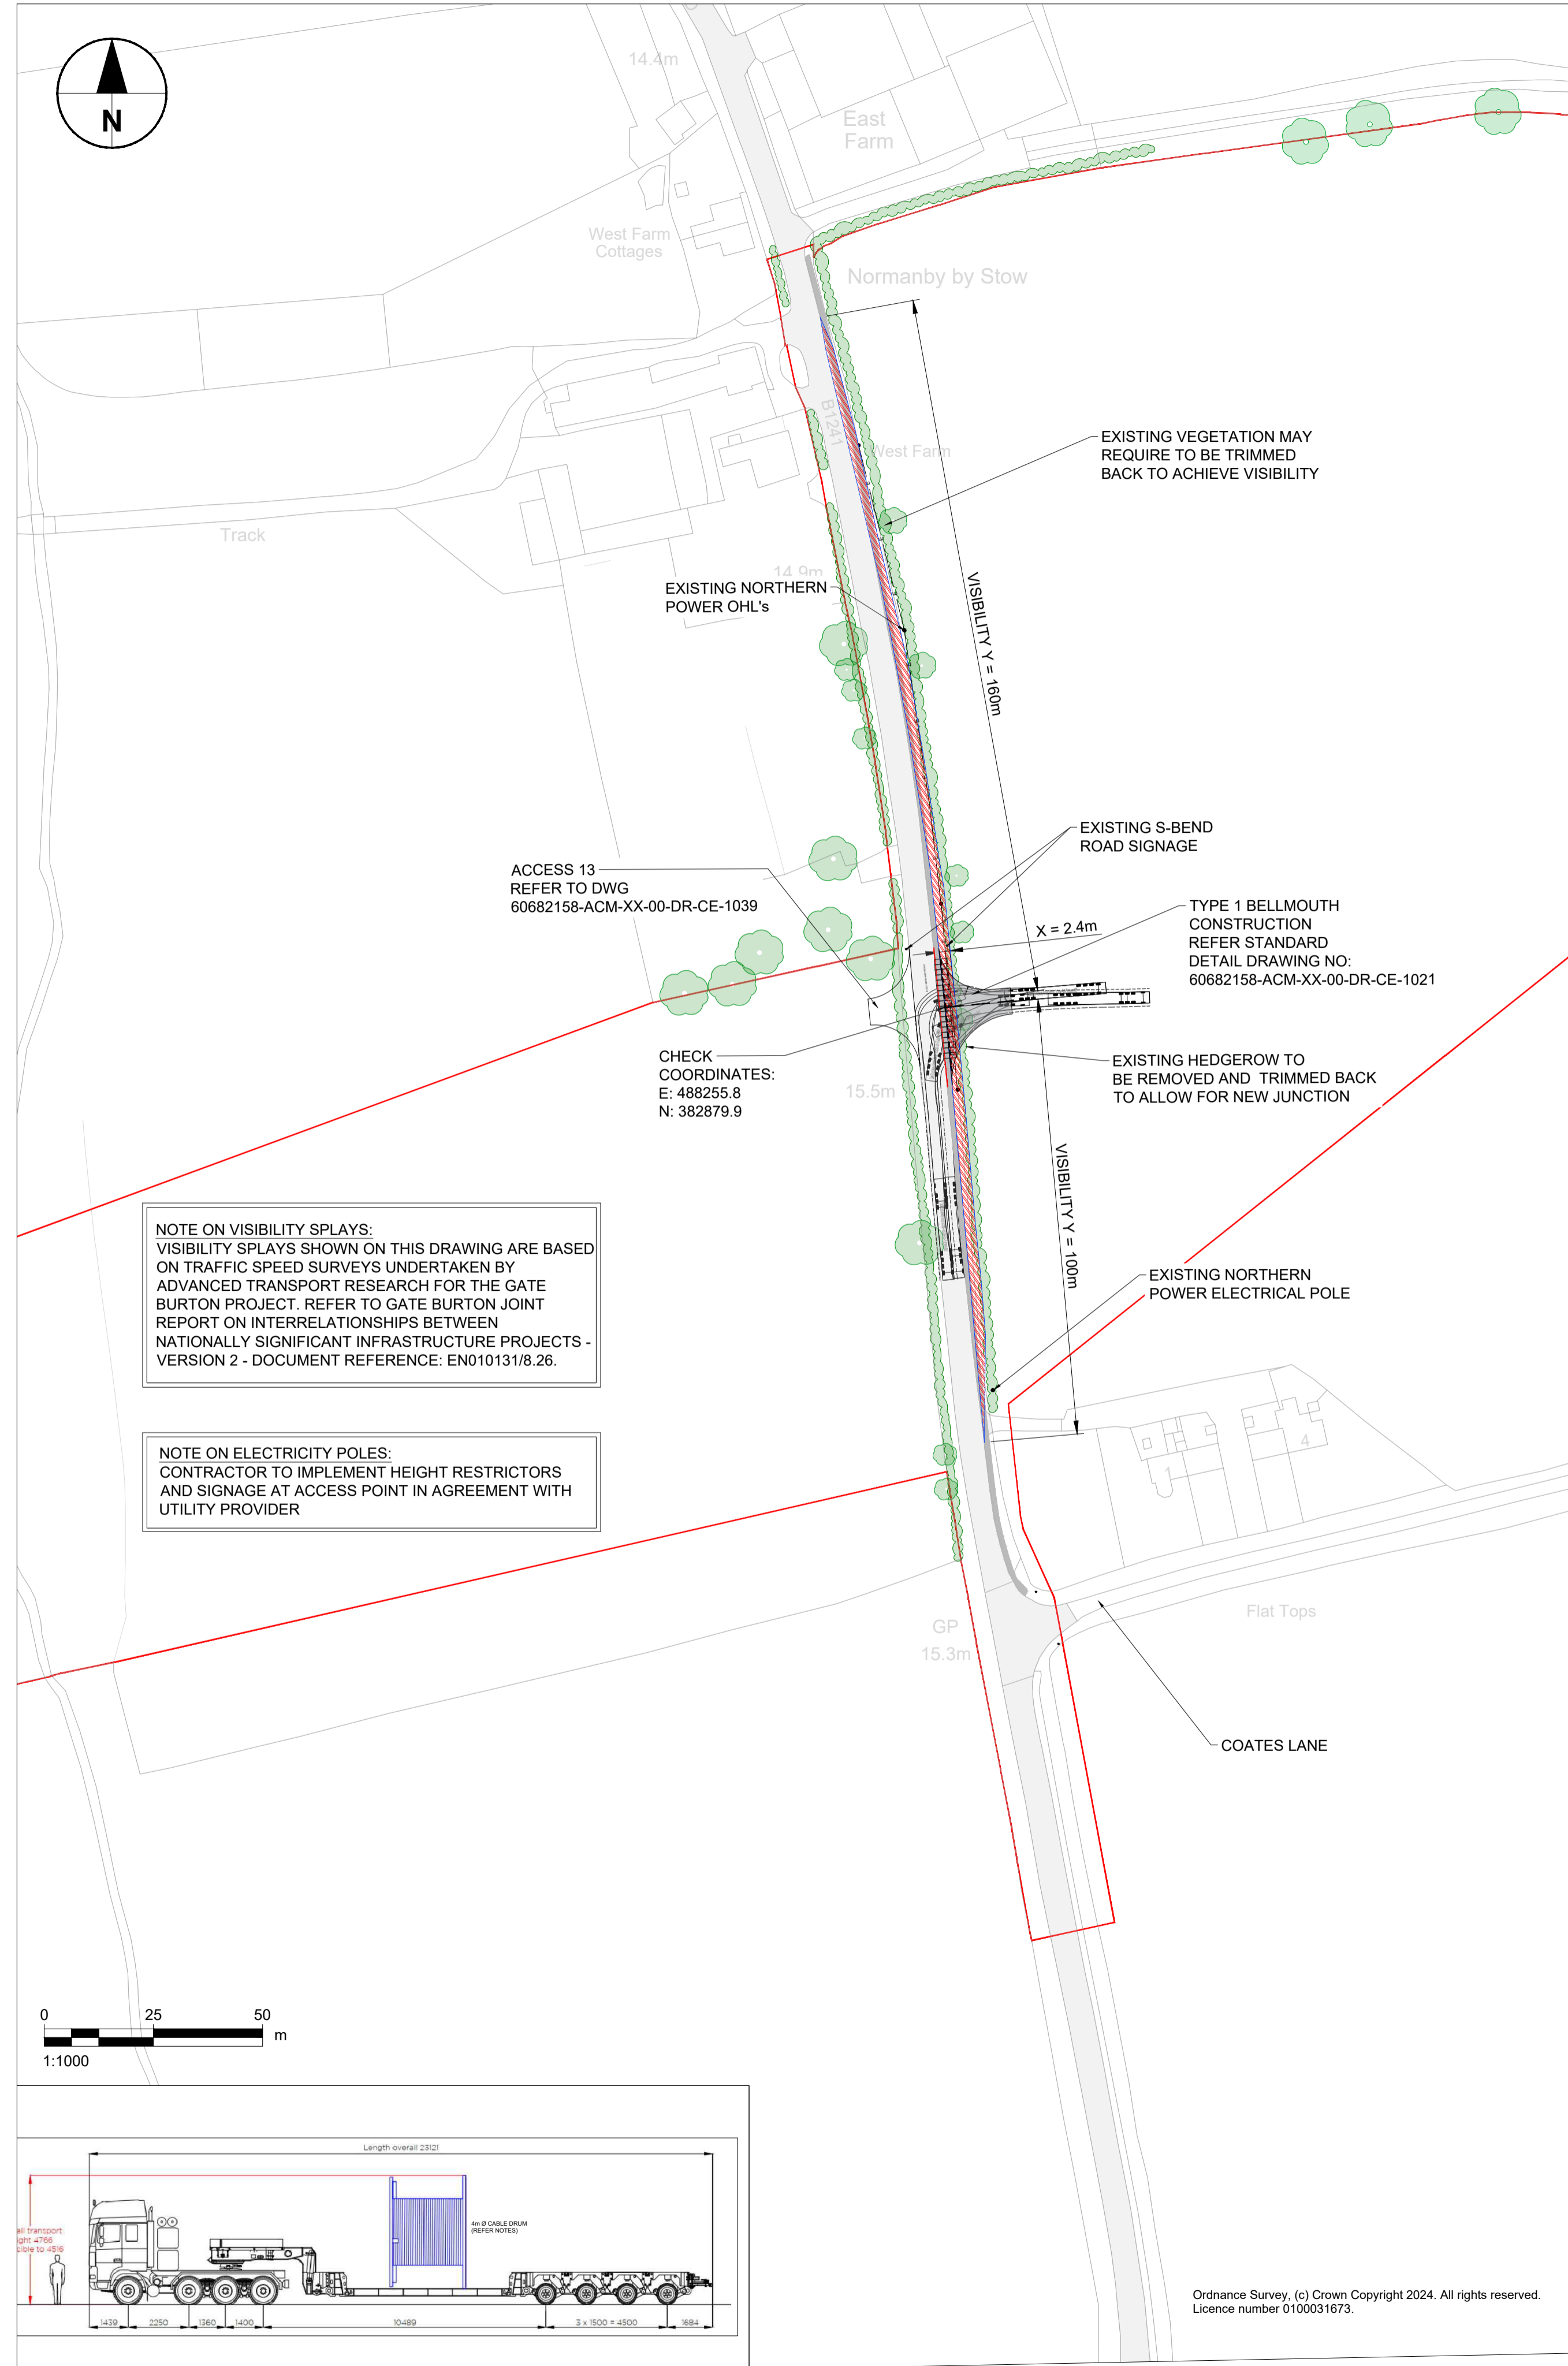 N
14.4m
East
Farm
West Farm
Cottages
Normanby by Stow
B1241
West Farm
EXISTING VEGETATION MAY
REQUIRE TO BE TRIMMED
BACK TO ACHIEVE VISIBILITY
Track
14.9m
EXISTING NORTHERN
POWER OHL's
VISIBILITY Y = 160m
EXISTING S-BEND
ROAD SIGNAGE
ACCESS 13
REFER TO DWG
60682158-ACM-XX-00-DR-CE-1039
X = 2.4m
TYPE 1 BELLMOUTH
CONSTRUCTION
REFER STANDARD
DETAIL DRAWING NO:
60682158-ACM-XX-00-DR-CE-1021
CHECK
COORDINATES:
E: 488255.8
N: 382879.9
15.5m
EXISTING HEDGEROW TO
BE REMOVED AND TRIMMED BACK
TO ALLOW FOR NEW JUNCTION
VISIBILITY Y = 100m
NOTE ON VISIBILITY SPLAYS:
VISIBILITY SPLAYS SHOWN ON THIS DRAWING ARE BASED
ON TRAFFIC SPEED SURVEYS UNDERTAKEN BY
ADVANCED TRANSPORT RESEARCH FOR THE GATE
BURTON PROJECT. REFER TO GATE BURTON JOINT
REPORT ON INTERRELATIONSHIPS BETWEEN
NATIONALLY SIGNIFICANT INFRASTRUCTURE PROJECTS -
VERSION 2 - DOCUMENT REFERENCE: EN010131/8.26.
EXISTING NORTHERN
POWER ELECTRICAL POLE
NOTE ON ELECTRICITY POLES:
CONTRACTOR TO IMPLEMENT HEIGHT RESTRICTORS
AND SIGNAGE AT ACCESS POINT IN AGREEMENT WITH
UTILITY PROVIDER
1
4
Flat Tops
GP
15.3m
COATES LANE
0 25 50
m
1:1000
Length overall 23121
all transport
ght 4766
cible to 4516
4m Ø CABLE DRUM
(REFER NOTES)
1439 2250 1360 1400 10489 3 x 1500 = 4500 1684
Ordnance Survey, (c) Crown Copyright 2024. All rights reserved.
Licence number 0100031673.